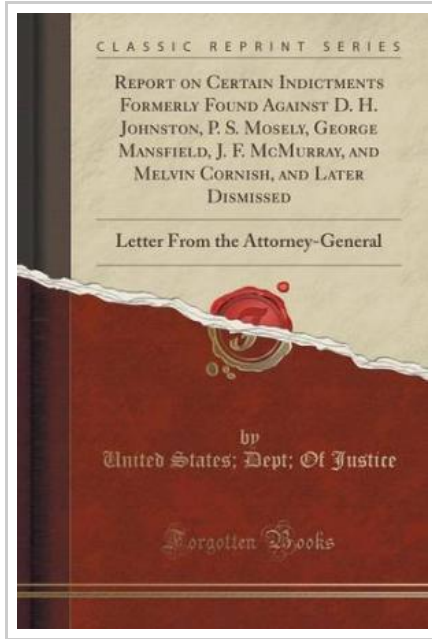 CLASSIC REPRINT SERIES
REPORT ON CERTAIN INDICTMENTS
FORMERLY FOUND AGAINST D. H.
JOHNSTON, P. S. MOSELY, GEORGE
MANSFIELD, J. F. MCMURRAY, AND
MELVIN CORNISH, AND LATER
DISMISSED
Letter From the Attorney-General
by
United States; Dept; Of Justice
Forgotten Books